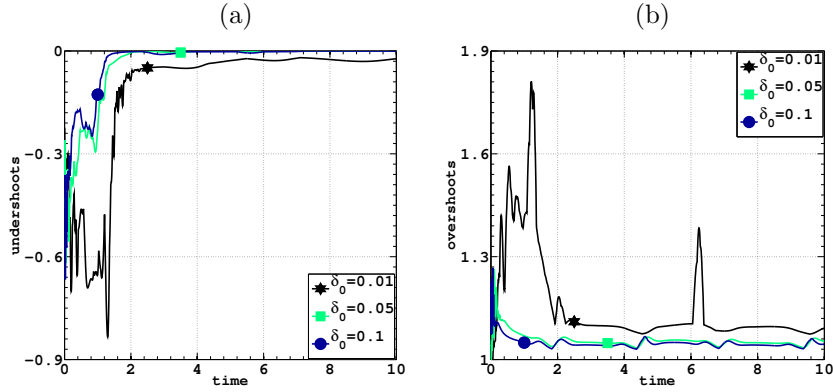 (a)
0
−0.3
−0.6
−0.9
undershoots
0 2 4 6 8 10
time
δ0=0.01
δ0=0.05
δ0=0.1
(b)
1.9
1.6
1.3
1
overshoots
0 2 4 6 8 10
time
δ0=0.01
δ0=0.05
δ0=0.1